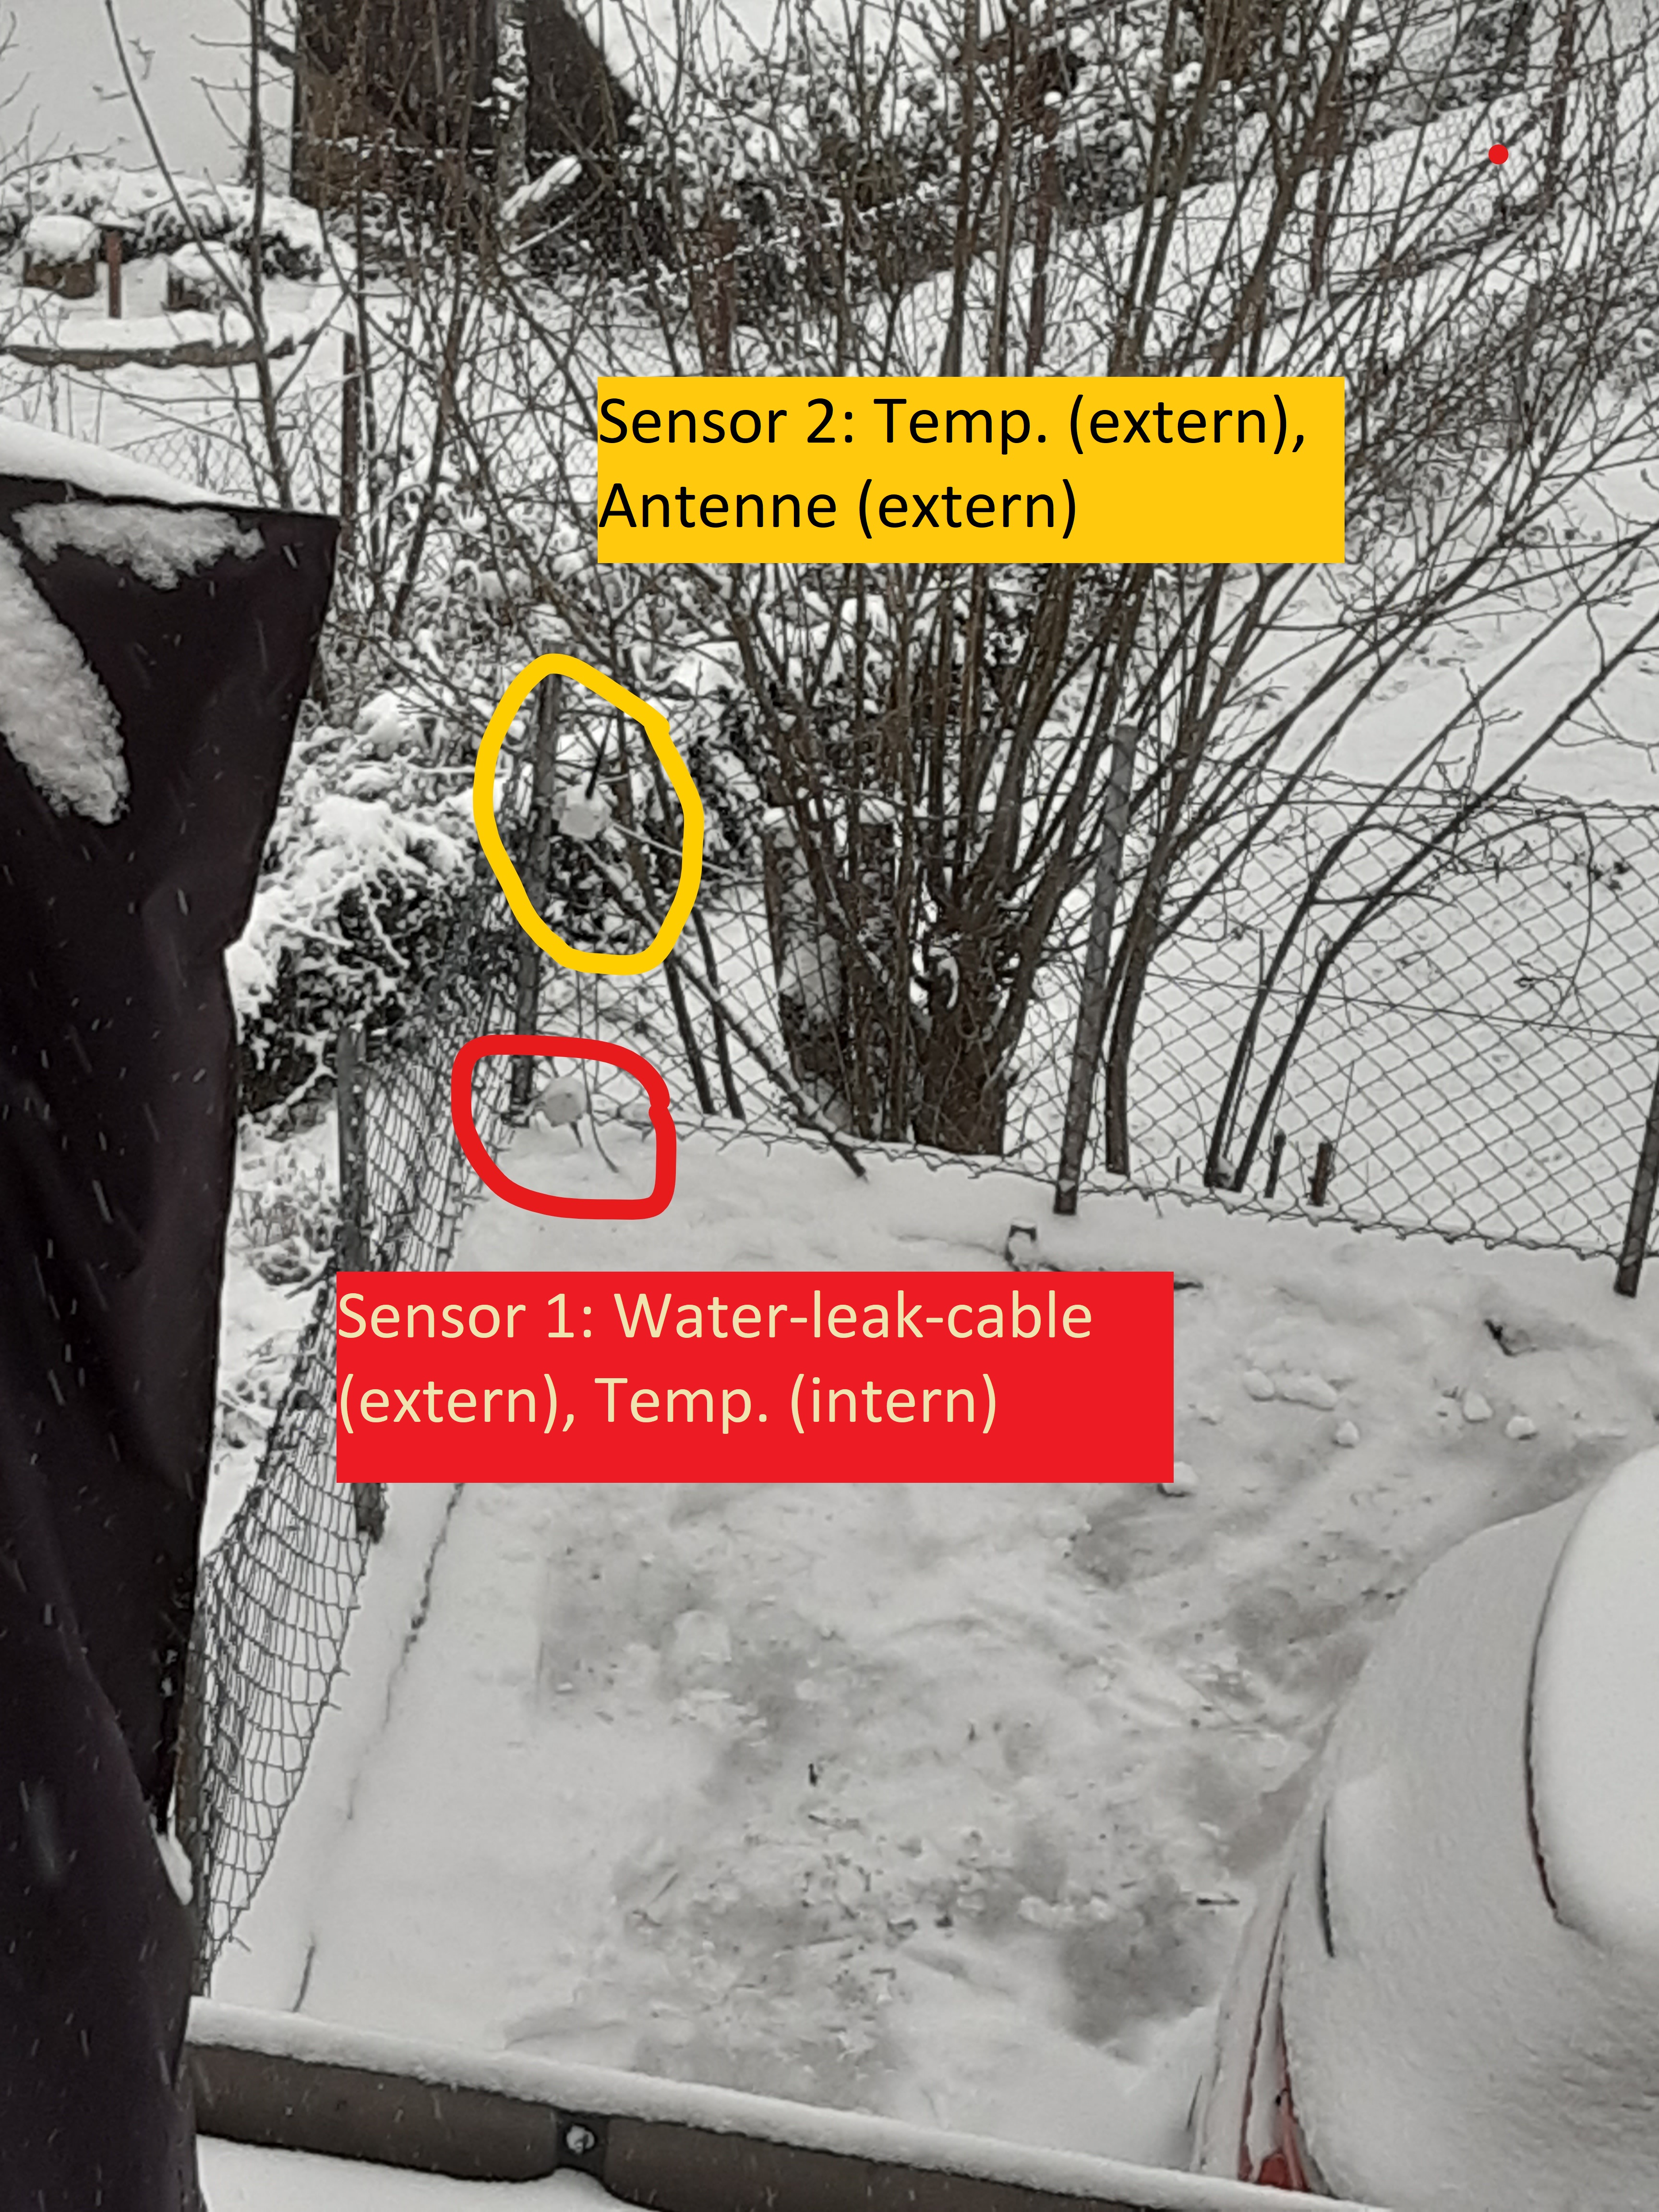 Sensor 2: Temp. (extern),
Antenne (extern)
Sensor 1: Water-leak-cable
(extern), Temp. (intern)